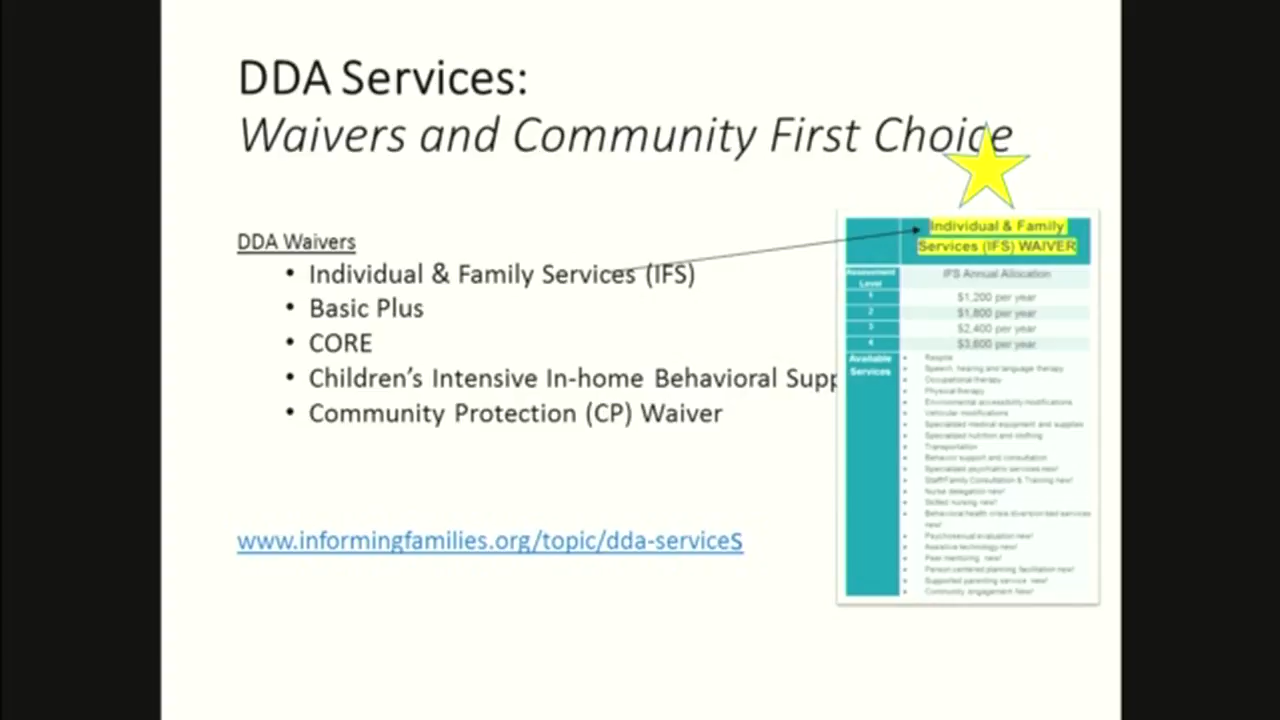 DDA Services:
Waivers and Community First Choice
DDA Waivers
• Individual & Family Services (IFS)
• Basic Plus
• CORE
• Children's Intensive In-home Behavioral Supp
• Community Protection (CP) Waiver
www.informingfamilies.org/topic/dda-serviceS
Individual & Family
Services (IFS) WAIVER
Assessment
Level
IFS Annual Allocation
1 $1,200 per year
2 $1,800 per year
3 $2,400 per year
4 $3,600 per year
Available
Services
• Respite
• Speech, hearing and language therapy
• Occupational therapy
• Physical therapy
• Environmental accessibility modifications
• Vehicular modifications
• Specialized medical equipment and supplies
• Specialized nutrition and clothing
• Transportation
• Behavior support and consultation
• Specialized psychiatric services new!
• Staff/Family Consultation & Training new!
• Nurse delegation new!
• Skilled nursing new!
• Behavioral health crisis diversion bed services
new!
• Psychosexual evaluation new!
• Assistive technology new!
• Peer mentoring new!
• Person centered planning facilitation new!
• Supported parenting service new!
• Community engagement New!